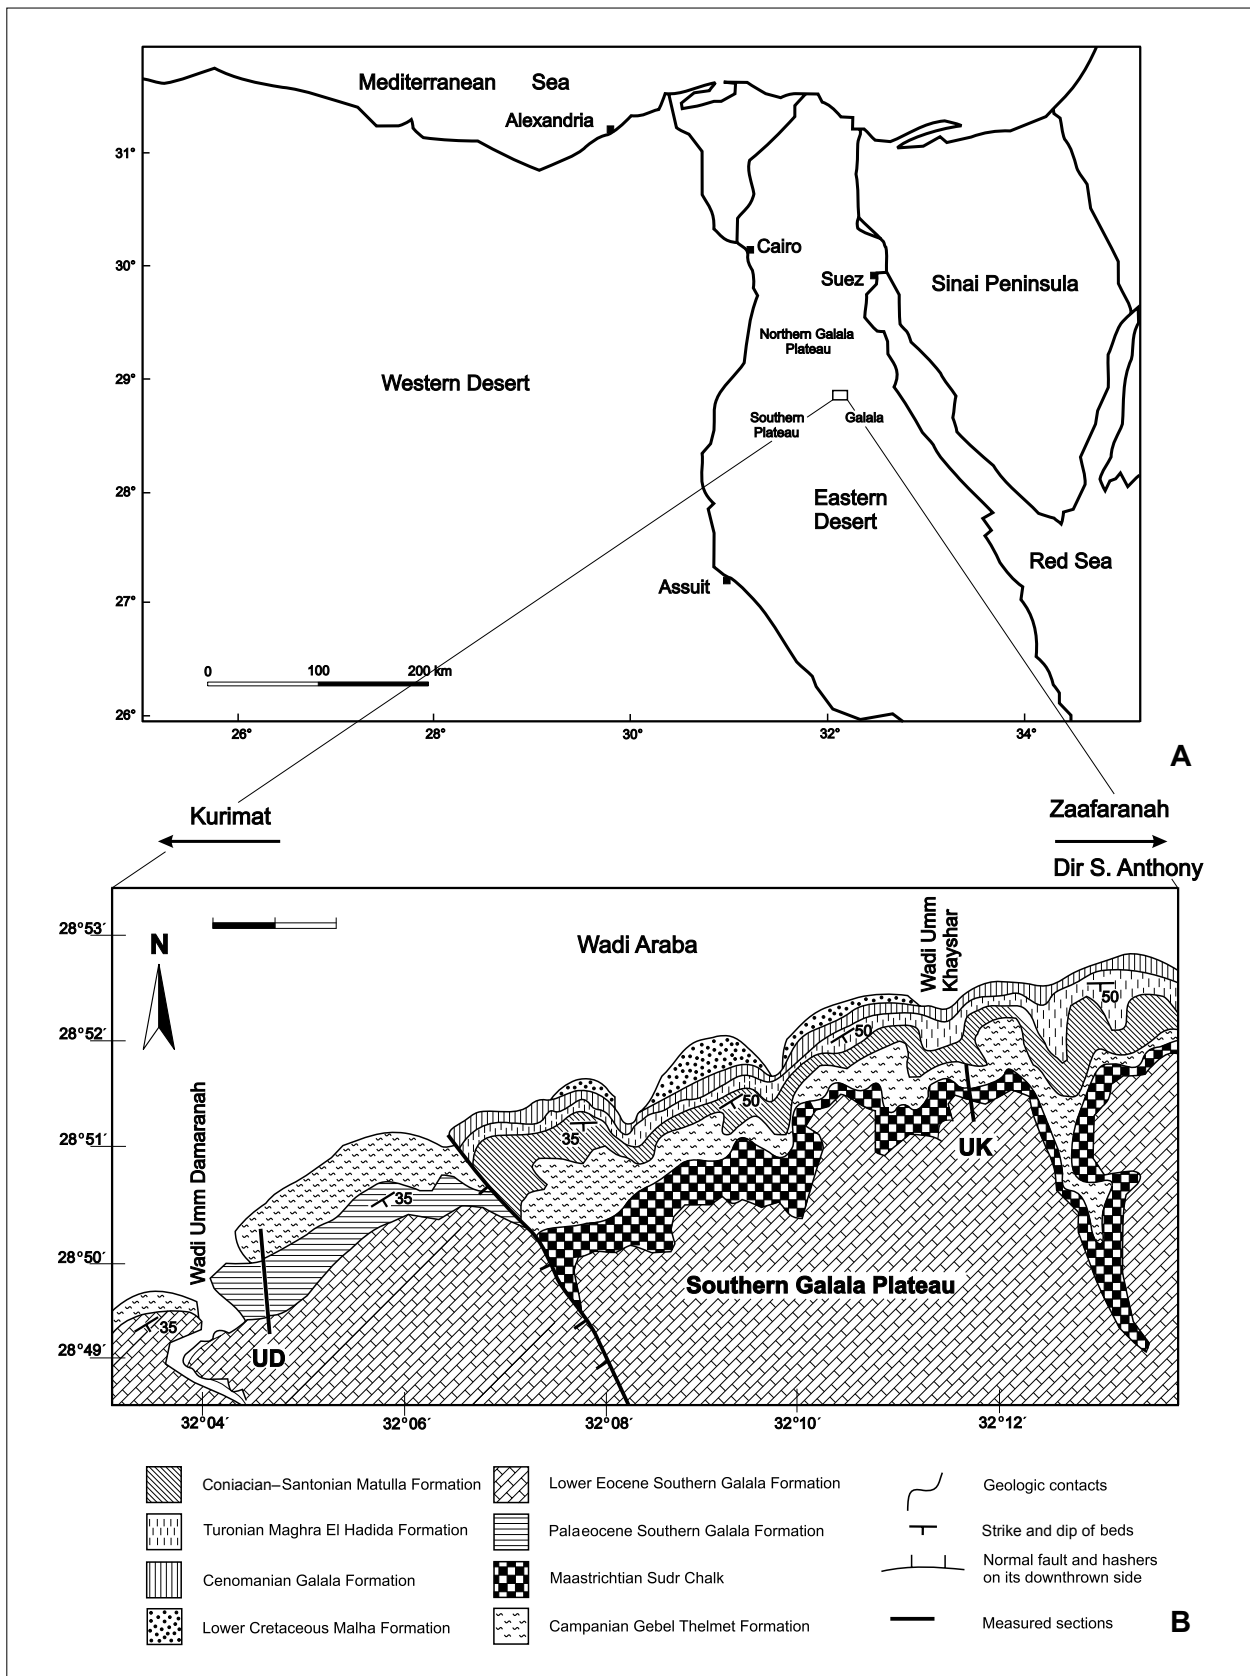 Mediterranean Sea
Alexandria
31°
Cairo
30°
Suez
Sinai Peninsula
Northern Galala
Plateau
29°
Western Desert
Southern
Plateau
Galala
28°
Eastern
Desert
Red Sea
Assuit
27°
0 100 200 km
26°
26° 28° 30° 32° 34°
A
Kurimat
Zaafaranah
Dir S. Anthony
28°53´
N
Wadi Araba
Wadi Umm
Khayshar
50
28°52´
50
Wadi Umm Damaranah
50
28°51´
35
UK
35
28°50´
Southern Galala Plateau
35
28°49´
UD
32°04´ 32°06´ 32°08´ 32°10´ 32°12´
Coniacian–Santonian Matulla Formation
Turonian Maghra El Hadida Formation
Cenomanian Galala Formation
Lower Cretaceous Malha Formation
Lower Eocene Southern Galala Formation
Palaeocene Southern Galala Formation
Maastrichtian Sudr Chalk
Campanian Gebel Thelmet Formation
Geologic contacts
Strike and dip of beds
Normal fault and hashers
on its downthrown side
Measured sections
B